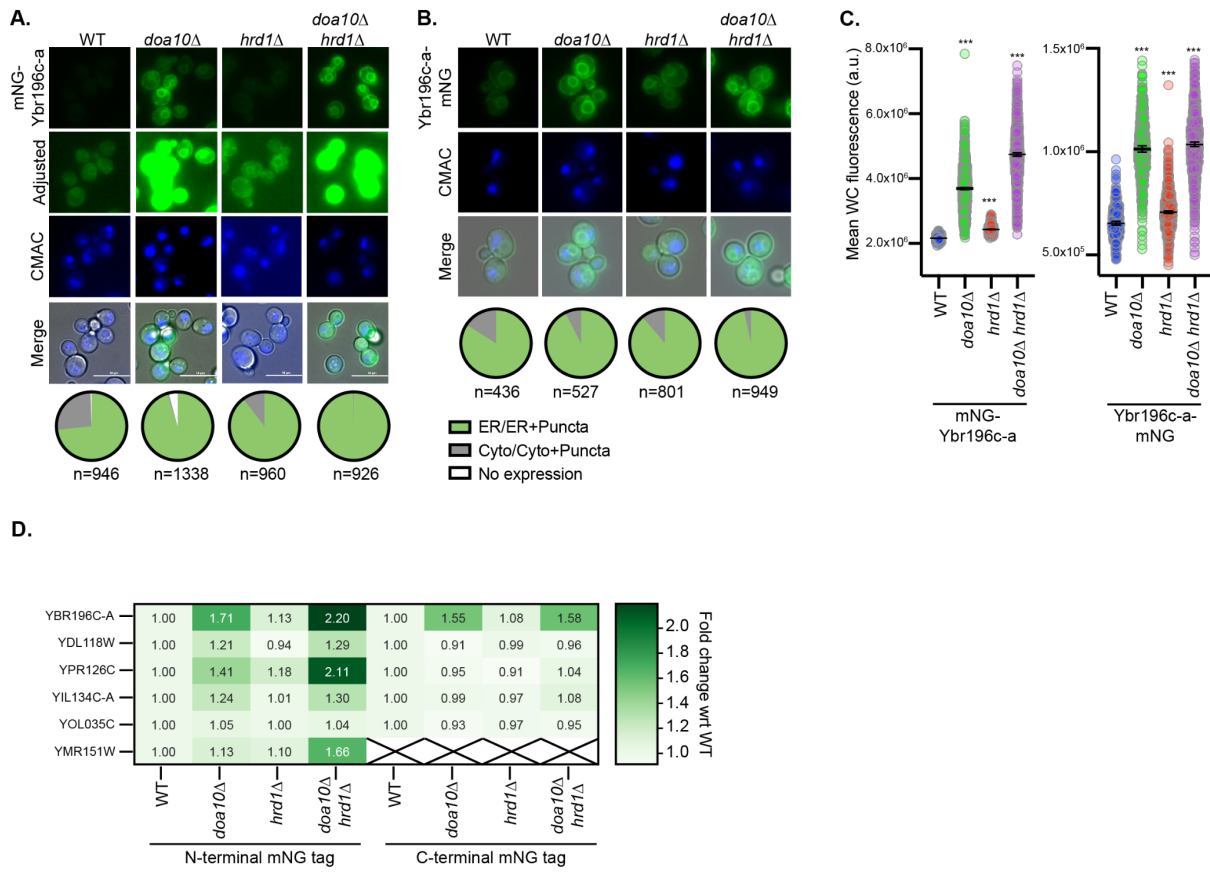 A.
WT
doa10Δ
hrd1Δ
doa10Δ
hrd1Δ
mNG-
Ybr196c-a
Adjusted
CMAC
Merge
n=946
n=1338
n=960
n=926
B.
WT
doa10Δ
hrd1Δ
doa10Δ
hrd1Δ
Ybr196c-a-
mNG
CMAC
Merge
n=436
n=527
n=801
n=949
ER/ER+Puncta
Cyto/Cyto+Puncta
No expression
C.
Mean WC fluorescence (a.u.)
8.0x10⁶
6.0x10⁶
4.0x10⁶
2.0x10⁶
***
***
***
WT
doa10Δ
hrd1Δ
doa10Δ hrd1Δ
mNG-
Ybr196c-a
1.5x10⁶
1.0x10⁶
5.0x10⁵
***
***
***
WT
doa10Δ
hrd1Δ
doa10Δ hrd1Δ
Ybr196c-a-
mNG
D.
YBR196C-A 1.00 1.71 1.13 2.20 1.00 1.55 1.08 1.58
YDL118W 1.00 1.21 0.94 1.29 1.00 0.91 0.99 0.96
YPR126C 1.00 1.41 1.18 2.11 1.00 0.95 0.91 1.04
YIL134C-A 1.00 1.24 1.01 1.30 1.00 0.99 0.97 1.08
YOL035C 1.00 1.05 1.00 1.04 1.00 0.93 0.97 0.95
YMR151W 1.00 1.13 1.10 1.66
WT
doa10Δ
hrd1Δ
doa10Δ
hrd1Δ
WT
doa10Δ
hrd1Δ
doa10Δ
hrd1Δ
N-terminal mNG tag
C-terminal mNG tag
2.0
1.8
1.6
1.4
1.2
1.0
Fold change wrt WT